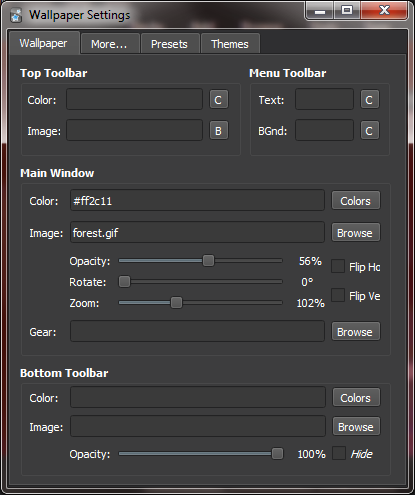 Wallpaper Settings
Wallpaper More... Presets Themes
Top Toolbar Menu Toolbar
Color: C Text: C
Image: B BGnd: C
Main Window
Color: #ff2c11 Colors
Image: forest.gif Browse
Opacity: 56% Flip Ho
Rotate: 0°
Zoom: 102% Flip Ve
Gear: Browse
Bottom Toolbar
Color: Colors
Image: Browse
Opacity: 100% Hide